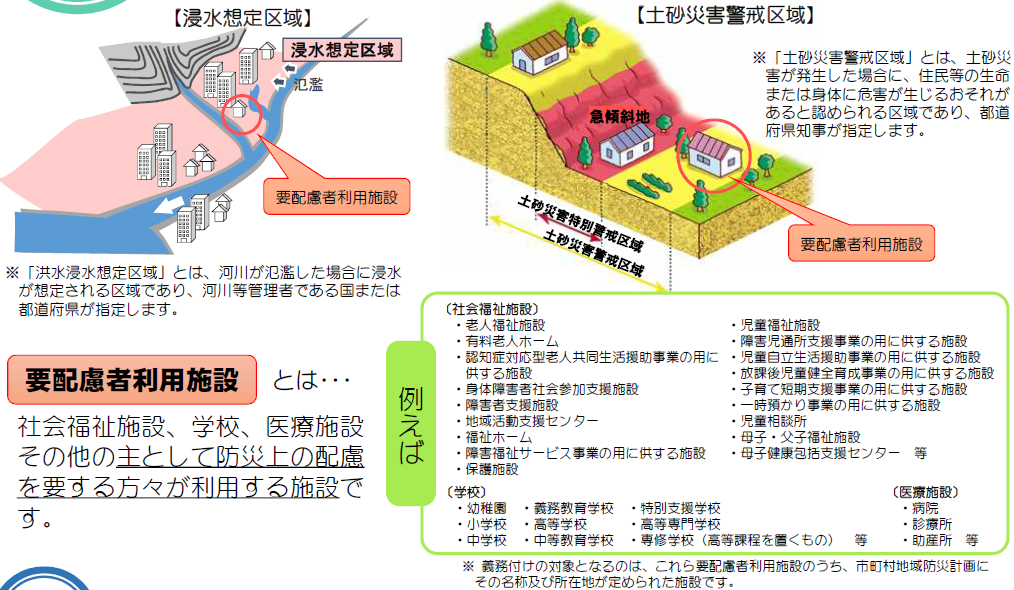 【浸水想定区域】
浸水想定区域
氾濫
要配慮者利用施設
※「洪水浸水想定区域」とは、河川が氾濫した場合に浸水
が想定される区域であり、河川等管理者である国または
都道府県が指定します。
【土砂災害警戒区域】
※「土砂災害警戒区域」とは、土砂災
害が発生した場合に、住民等の生命
または身体に危害が生じるおそれが
あると認められる区域であり、都道
府県知事が指定します。
急傾斜地
土砂災害特別警戒区域
土砂災害警戒区域
要配慮者利用施設
要配慮者利用施設 とは･･･
社会福祉施設、学校、医療施設
その他の主として防災上の配慮
を要する方々が利用する施設で
す。
例えば
〔社会福祉施設〕
・老人福祉施設
・有料老人ホーム
・認知症対応型老人共同生活援助事業の用に
供する施設
・身体障害者社会参加支援施設
・障害者支援施設
・地域活動支援センター
・福祉ホーム
・障害福祉サービス事業の用に供する施設
・保護施設
・児童福祉施設
・障害児通所支援事業の用に供する施設
・児童自立生活援助事業の用に供する施設
・放課後児童健全育成事業の用に供する施設
・子育て短期支援事業の用に供する施設
・一時預かり事業の用に供する施設
・児童相談所
・母子・父子福祉施設
・母子健康包括支援センター 等
〔学校〕
・幼稚園 ・義務教育学校 ・特別支援学校
・小学校 ・高等学校 ・高等専門学校
・中学校 ・中等教育学校 ・専修学校（高等課程を置くもの） 等
〔医療施設〕
・病院
・診療所
・助産所 等
※ 義務付けの対象となるのは、これら要配慮者利用施設のうち、市町村地域防災計画に
その名称及び所在地が定められた施設です。